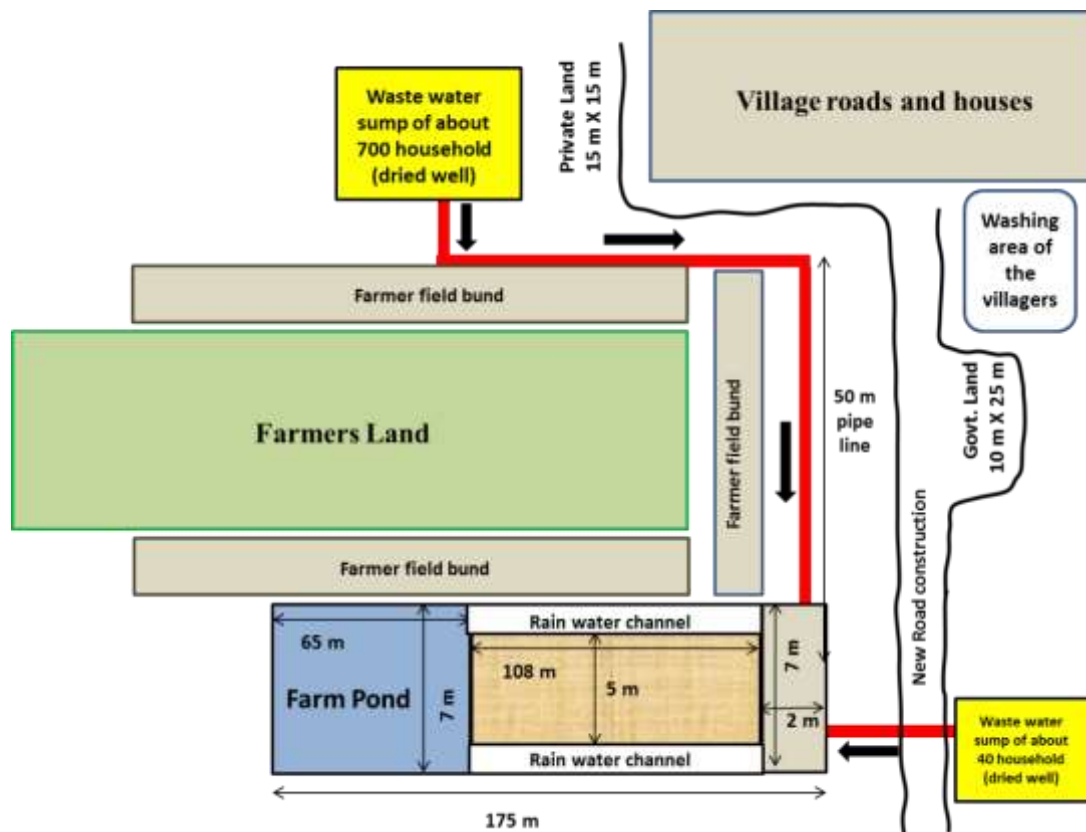 Waste water
sump of about
700 household
(dried well)
Private Land
15 m X 15 m
Village roads and houses
Washing
area of
the
villagers
Farmer field bund
Farmers Land
Farmer field bund
50 m
pipe
line
Govt. Land
10 m X 25 m
Farmer field bund
New Road construction
Rain water channel
65 m
108 m
5 m
7 m
Farm Pond
7 m
2 m
Rain water channel
Waste water
sump of about
40 household
(dried well)
175 m